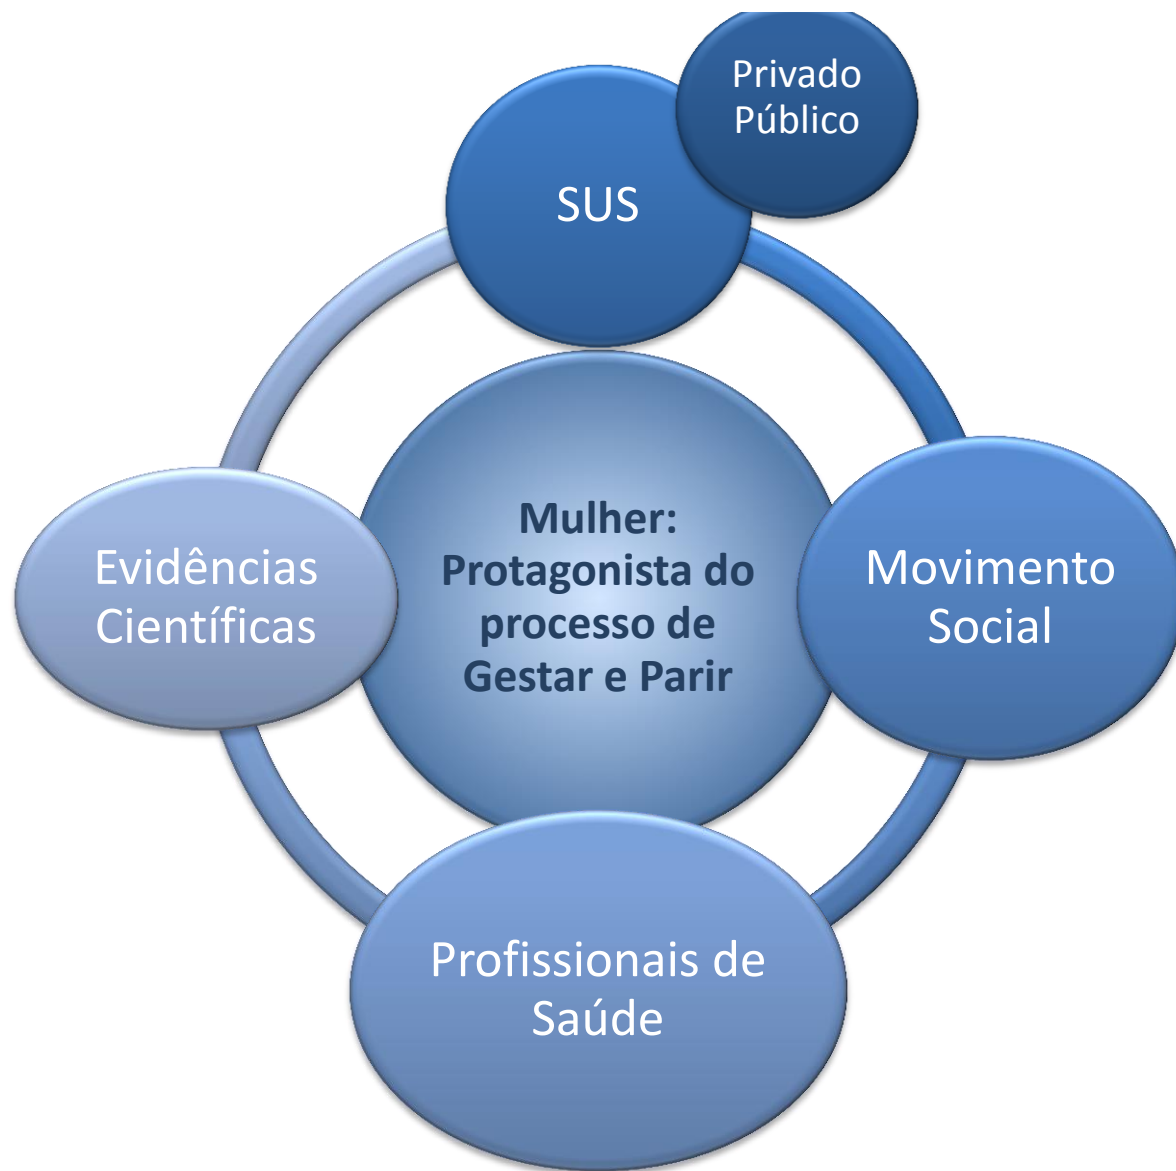 Privado
Público
SUS
Evidências
Científicas
Mulher:
Protagonista do
processo de
Gestar e Parir
Movimento
Social
Profissionais de
Saúde